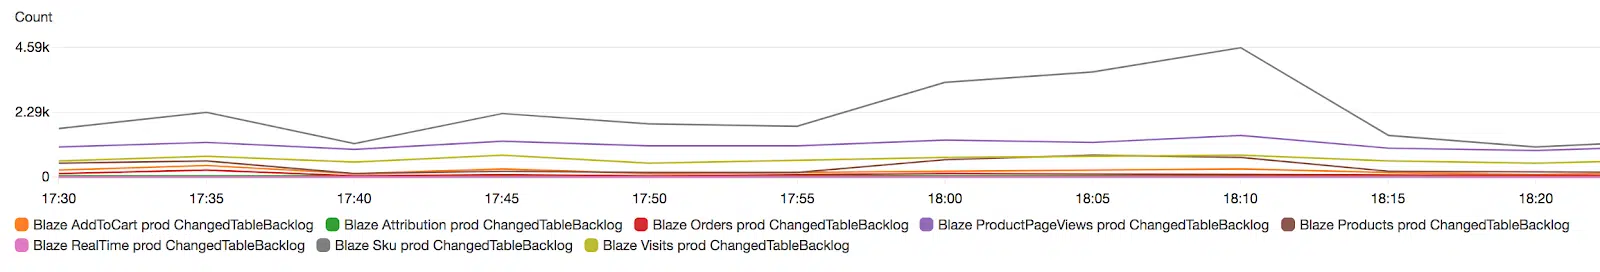 Count
4.59k
2.29k
0
17:30 17:35 17:40 17:45 17:50 17:55 18:00 18:05 18:10 18:15 18:20
Blaze AddToCart prod ChangedTableBacklog Blaze Attribution prod ChangedTableBacklog Blaze Orders prod ChangedTableBacklog Blaze ProductPageViews prod ChangedTableBacklog Blaze Products prod ChangedTableBacklog
Blaze RealTime prod ChangedTableBacklog Blaze Sku prod ChangedTableBacklog Blaze Visits prod ChangedTableBacklog